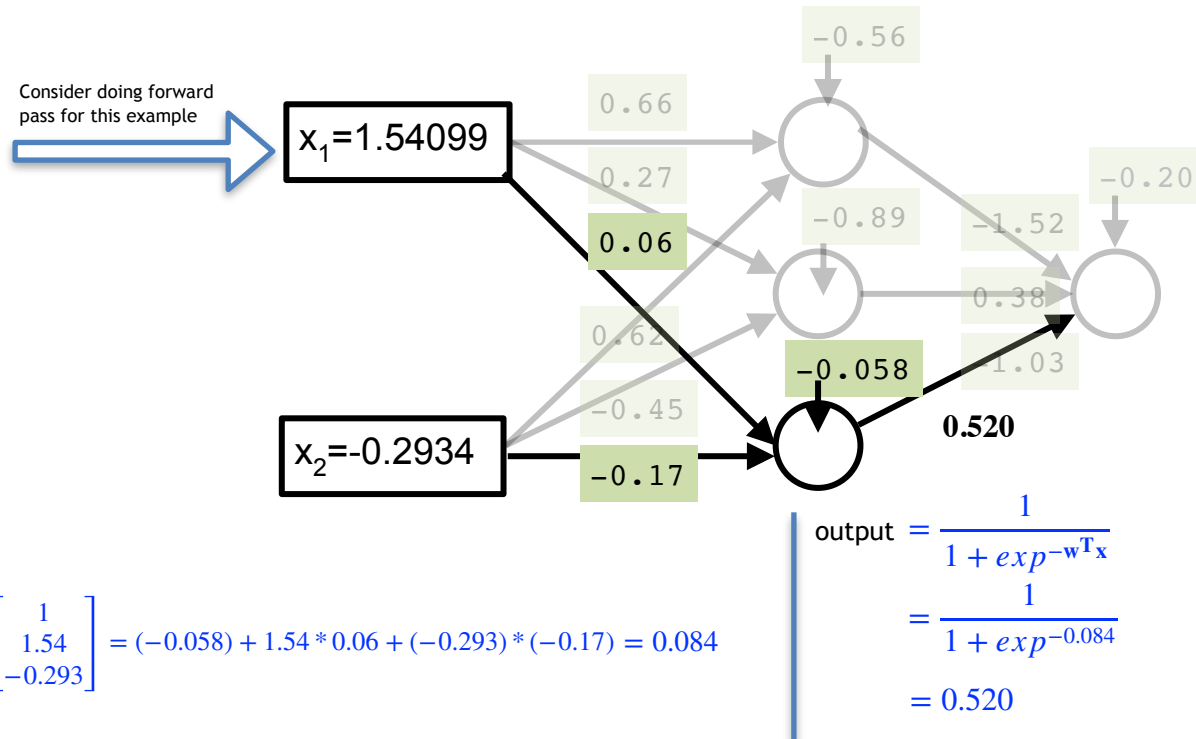 -0.56
Consider doing forward
pass for this example
0.66
x₁=1.54099
0.27
-0.20
-0.89
-1.52
0.06
0.38
0.62
-0.058
-1.03
-0.45
0.520
x₂=-0.2934
-0.17
output = 1 / (1 + exp^(-w^T x))
= 1 / (1 + exp^(-0.084))
= 0.520
[1
1.54
-0.293] = (-0.058) + 1.54 * 0.06 + (-0.293) * (-0.17) = 0.084